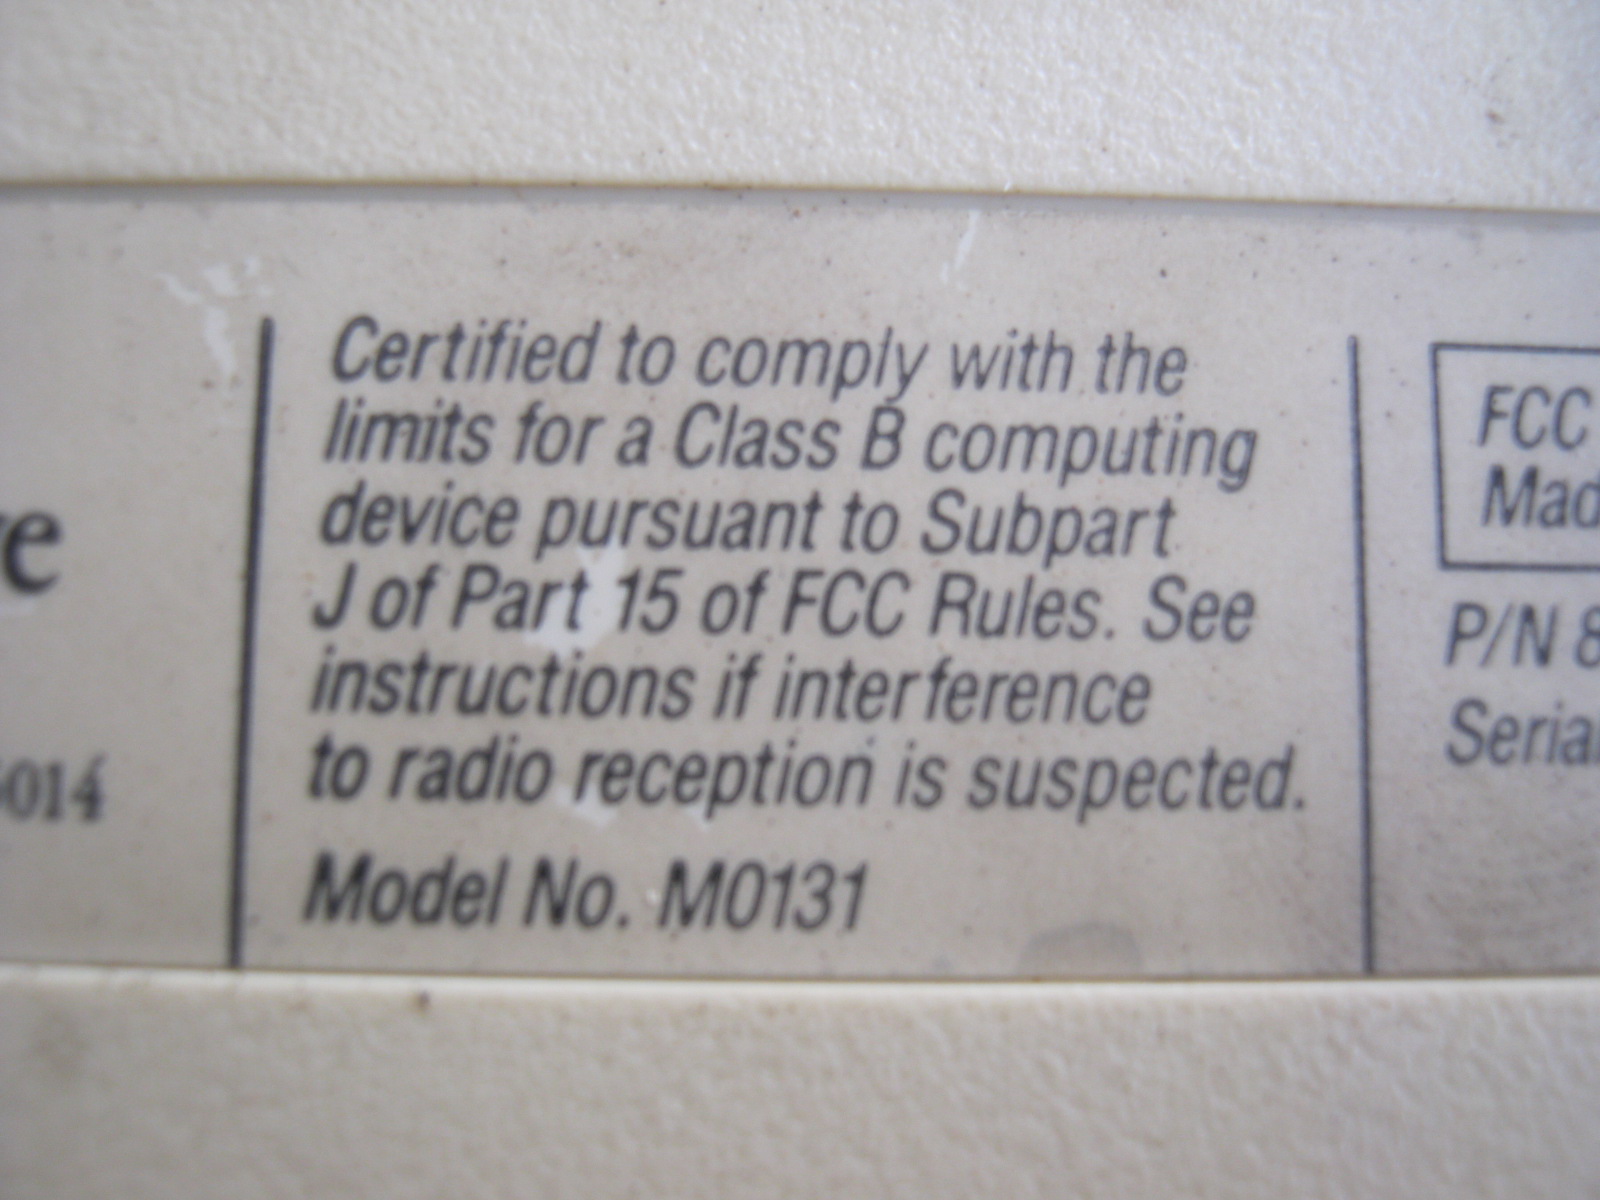 Certified to comply with the
limits for a Class B computing
device pursuant to Subpart
J of Part 15 of FCC Rules. See
instructions if interference
to radio reception is suspected.
Model No. M0131
FCC
P/N 8